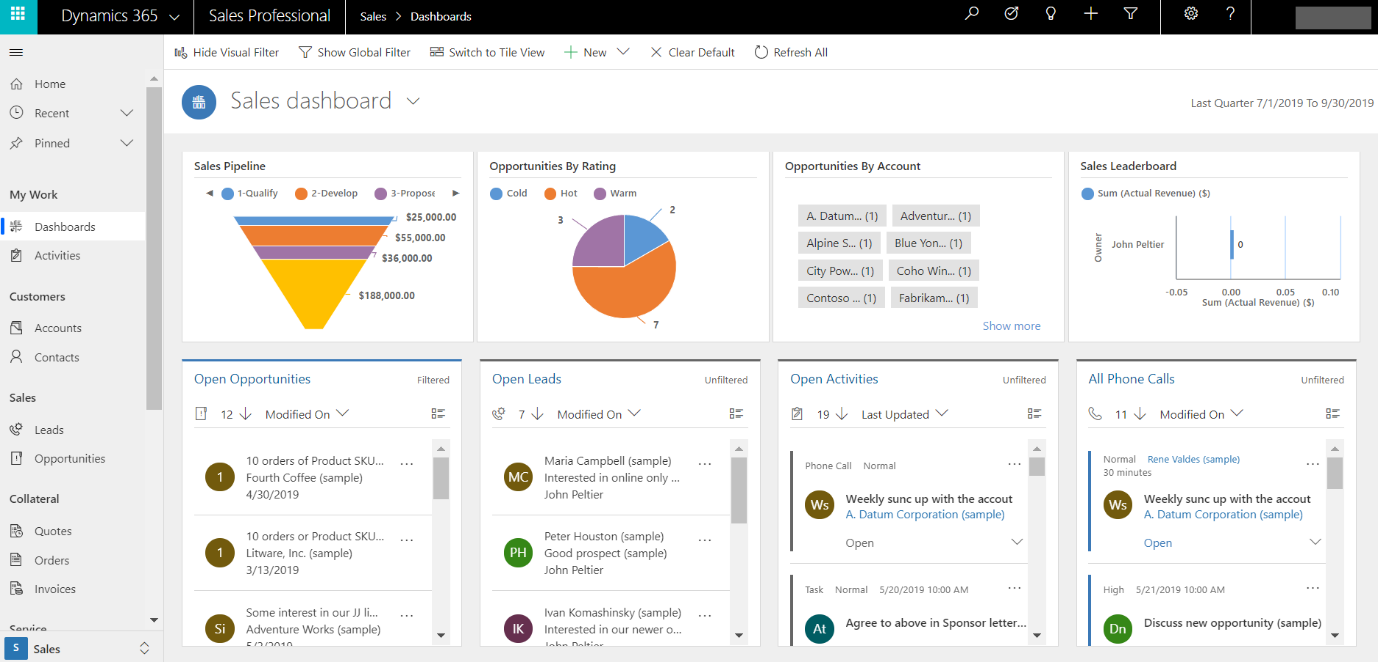 Dynamics 365 Sales Professional Sales > Dashboards ?
Hide Visual Filter Show Global Filter Switch to Tile View New Clear Default Refresh All
Home
Recent
Pinned
My Work
Dashboards
Activities
Customers
Accounts
Contacts
Sales
Leads
Opportunities
Collateral
Quotes
Orders
Invoices
Service
S Sales
Sales dashboard
Last Quarter 7/1/2019 To 9/30/2019
Sales Pipeline
1-Qualify 2-Develop 3-Propose
$25,000.00
$55,000.00
$36,000.00
$188,000.00
Opportunities By Rating
Cold Hot Warm
2
3
7
Opportunities By Account
A. Datum... (1) Adventur... (1)
Alpine S... (1) Blue Yon... (1)
City Pow... (1) Coho Win... (1)
Contoso ... (1) Fabrikam... (1)
Show more
Sales Leaderboard
Sum (Actual Revenue) ($)
Owner
John Peltier
0
-0.05 0.00 0.05 0.10
Sum (Actual Revenue) ($)
Open Opportunities Filtered
12 Modified On
1
10 orders of Product SKU... ...
Fourth Coffee (sample)
4/30/2019
1
10 orders or Product SKU... ...
Litware, Inc. (sample)
3/13/2019
Si
Some interest in our JJ li... ...
Adventure Works (sample)
5/2/2019
Open Leads Unfiltered
7 Modified On
MC
Maria Campbell (sample) ...
Interested in online only ...
John Peltier
PH
Peter Houston (sample) ...
Good prospect (sample)
John Peltier
IK
Ivan Komashinsky (sample) ...
Interested in our newer o...
John Peltier
Open Activities Unfiltered
19 Last Updated
Phone Call Normal ...
Ws
Weekly sunc up with the accout
A. Datum Corporation (sample)
Open
Task Normal 5/20/2019 10:00 AM ...
At
Agree to above in Sponsor letter...
All Phone Calls Unfiltered
11 Modified On
Normal Rene Valdes (sample) ...
30 minutes
Ws
Weekly sunc up with the accout
A. Datum Corporation (sample)
Open
High 5/21/2019 10:00 AM ...
Dn
Discuss new opportunity (sample)